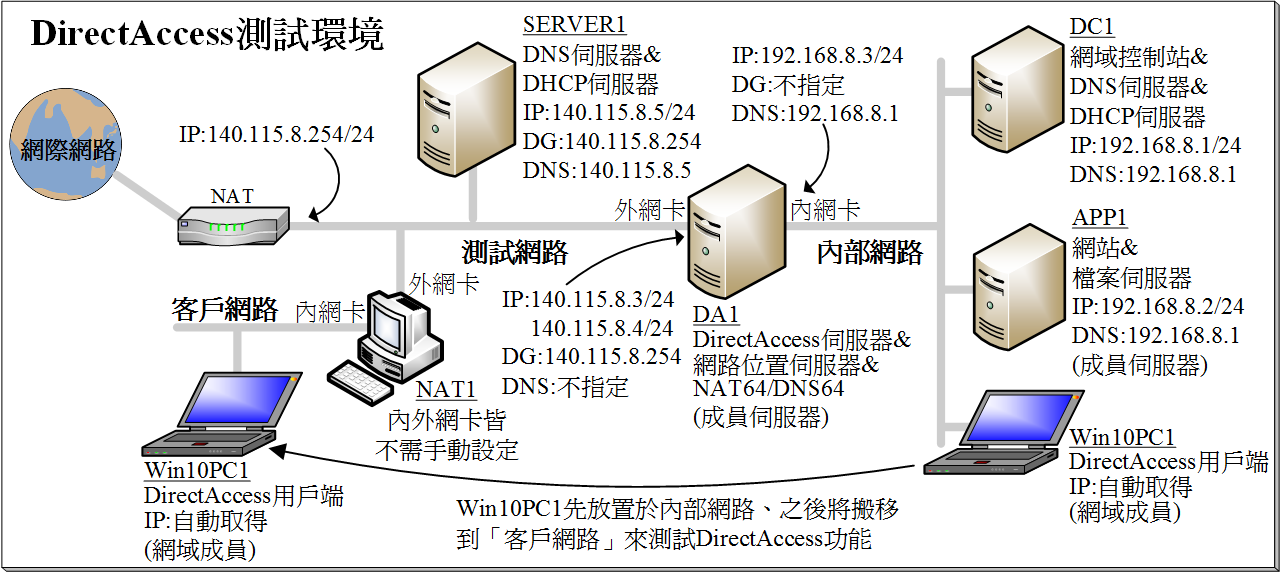 DirectAccess測試環境
網際網路
IP:140.115.8.254/24
NAT
SERVER1
DNS伺服器&
DHCP伺服器
IP:140.115.8.5/24
DG:140.115.8.254
DNS:140.115.8.5
IP:192.168.8.3/24
DG:不指定
DNS:192.168.8.1
DC1
網域控制站&
DNS伺服器&
DHCP伺服器
IP:192.168.8.1/24
DNS:192.168.8.1
外網卡
內網卡
測試網路
內部網路
APP1
網站&
檔案伺服器
IP:192.168.8.2/24
DNS:192.168.8.1
(成員伺服器)
外網卡
客戶網路
內網卡
IP:140.115.8.3/24
140.115.8.4/24
DG:140.115.8.254
DNS:不指定
DA1
DirectAccess伺服器&
網路位置伺服器&
NAT64/DNS64
(成員伺服器)
NAT1
內外網卡皆
不需手動設定
Win10PC1
DirectAccess用戶端
IP:自動取得
(網域成員)
Win10PC1
DirectAccess用戶端
IP:自動取得
(網域成員)
Win10PC1先放置於內部網路、之後將搬移
到「客戶網路」來測試DirectAccess功能